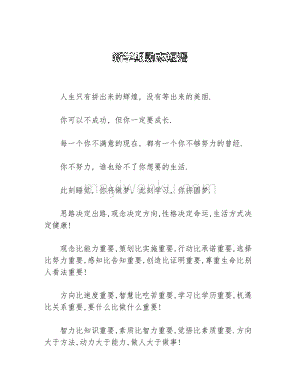 人生只有拼出来的辉煌，没有等出来的美丽.
你可以不成功，但你一定要成长.
每一个你不满意的现在，都有一个你不够努力的曾经.
你不努力，谁也给不了你想要的生活.
此刻睡觉，你将做梦，此刻学习，你将圆梦.
思路决定出路,观念决定方向,性格决定命运,生活方式决
定健康!
观念比能力重要,策划比实施重要,行动比承诺重要，选择
比努力重要,感知比告知重要,创造比证明重要,尊重生命比别
人看法重要!
方向比速度重要,智慧比吃苦重要,学习比学历重要,机遇
比关系重要,要什么比做什么重要!
智力比知识重要,素质比智力重要,觉悟比素质重要.方向
大于方法,动力大于能力,做人大于做事!